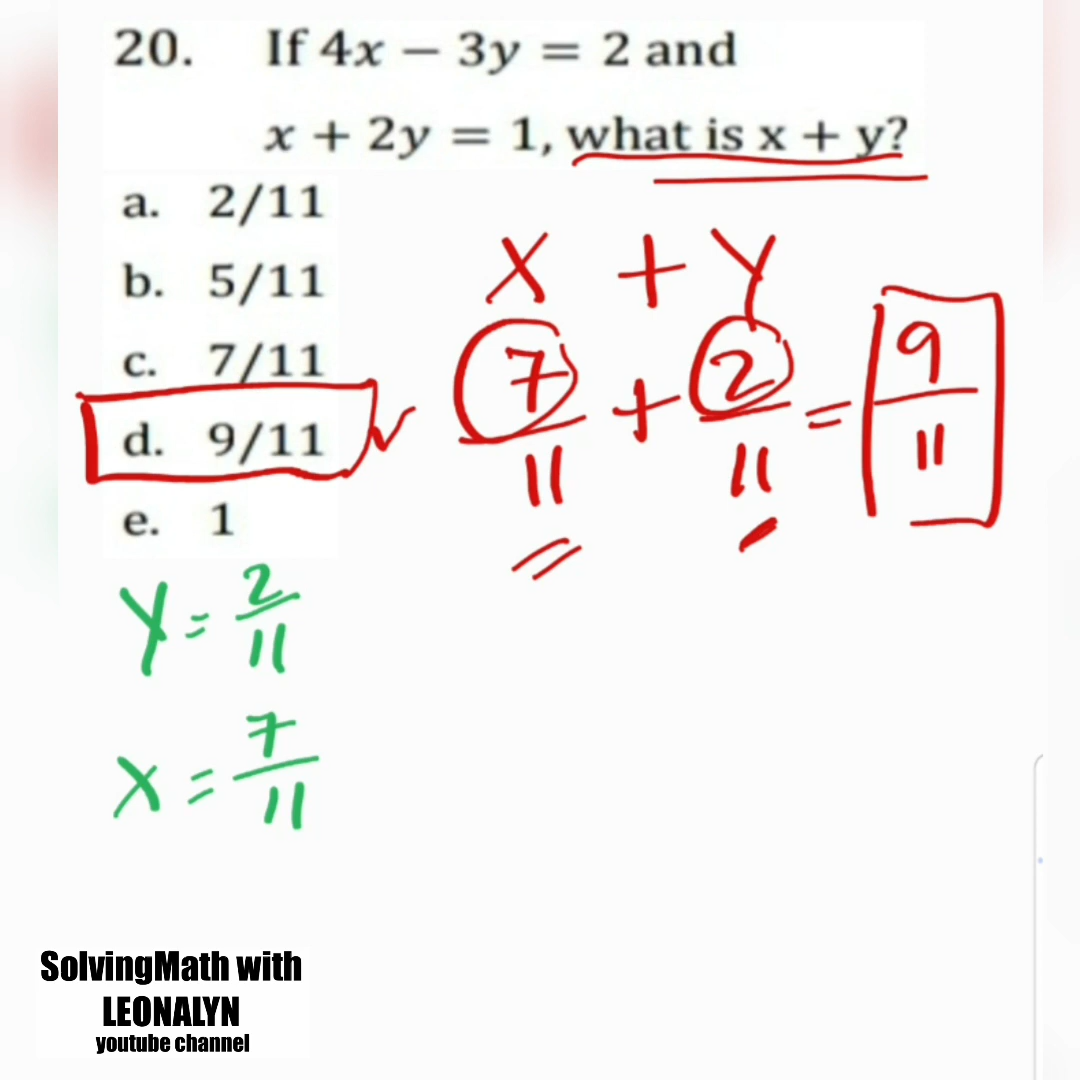 20. If 4x − 3y = 2 and
x + 2y = 1, what is x + y?
a. 2/11
b. 5/11
c. 7/11
d. 9/11
e. 1
X + Y
7/11 + 2/11 = 9/11
Y = 2/11
X = 7/11
SolvingMath with
LEONALYN
youtube channel